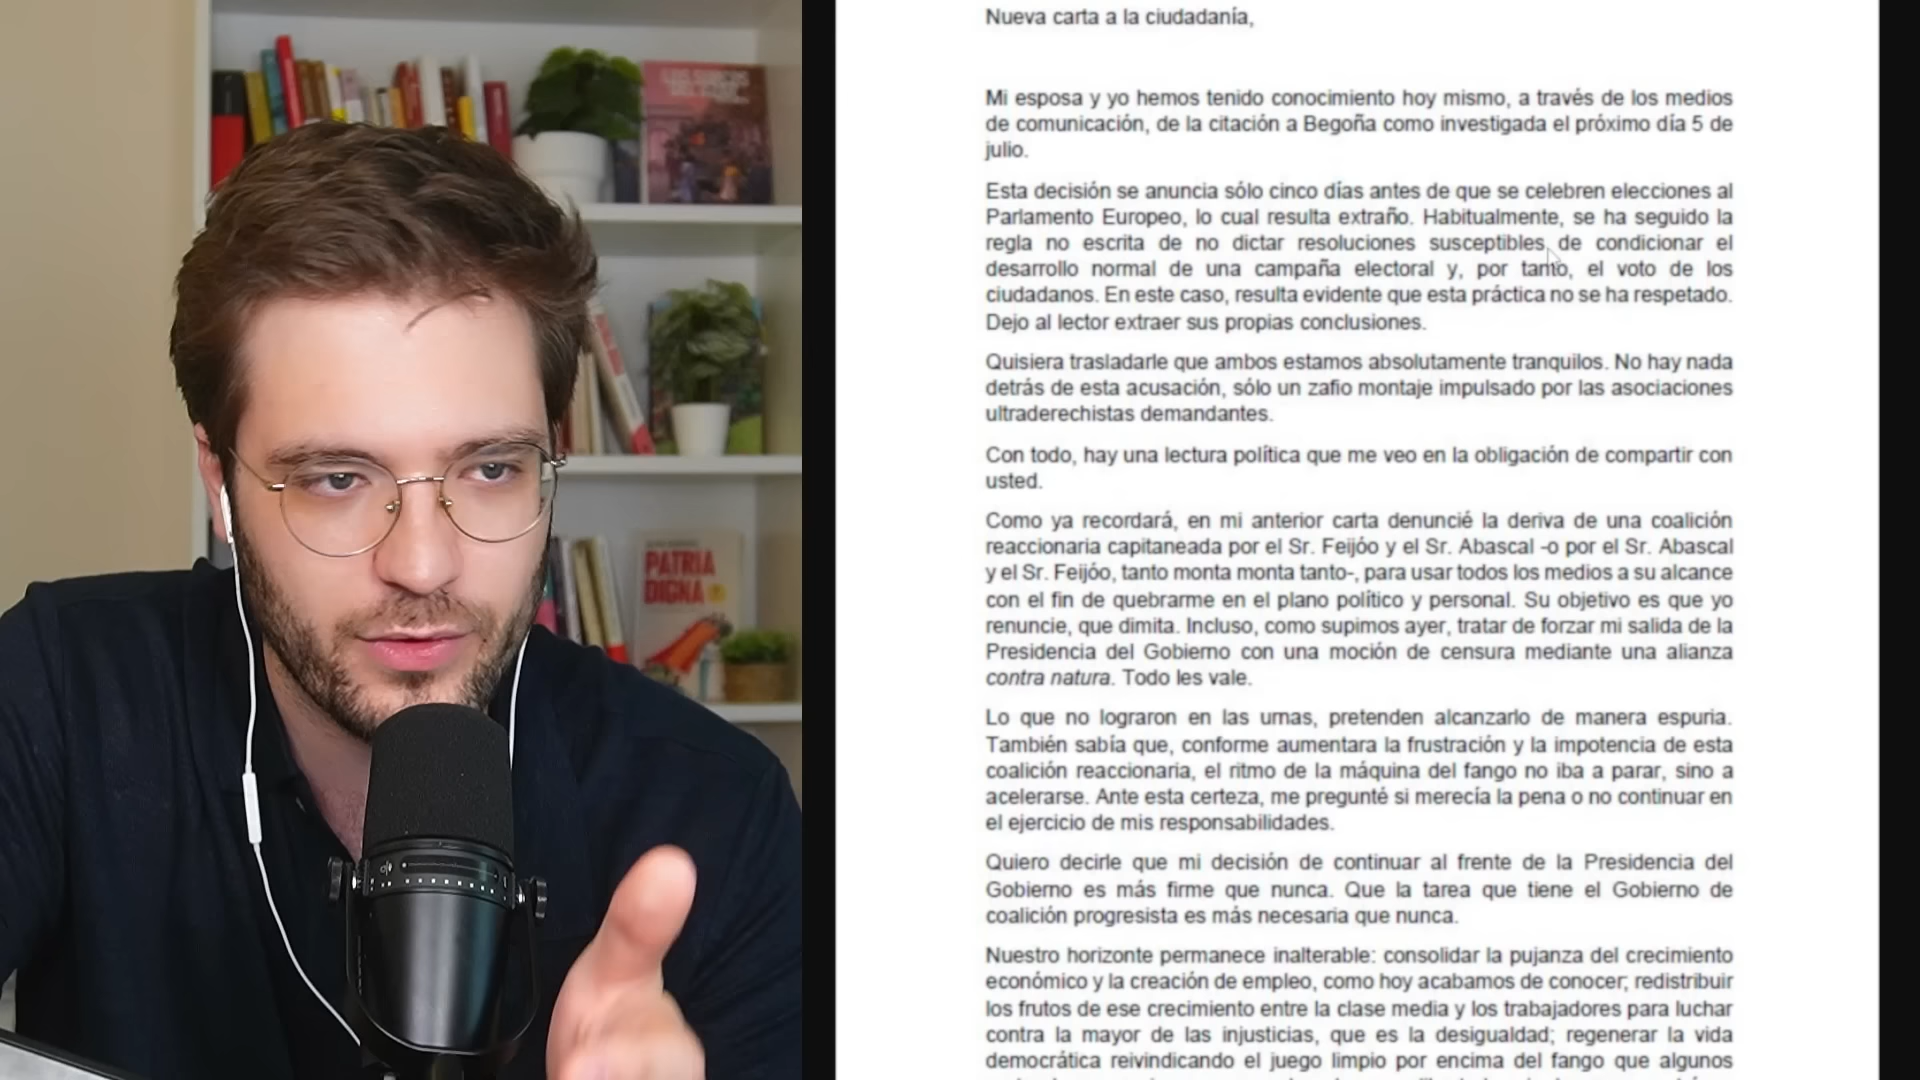 Nueva carta a la ciudadanía,
Mi esposa y yo hemos tenido conocimiento hoy mismo, a través de los medios
de comunicación, de la citación a Begoña como investigada el próximo día 5 de
julio.
Esta decisión se anuncia sólo cinco días antes de que se celebren elecciones al
Parlamento Europeo, lo cual resulta extraño. Habitualmente, se ha seguido la
regla no escrita de no dictar resoluciones susceptibles de condicionar el
desarrollo normal de una campaña electoral y, por tanto, el voto de los
ciudadanos. En este caso, resulta evidente que esta práctica no se ha respetado.
Dejo al lector extraer sus propias conclusiones.
Quisiera trasladarle que ambos estamos absolutamente tranquilos. No hay nada
detrás de esta acusación, sólo un zafio montaje impulsado por las asociaciones
ultraderechistas demandantes.
Con todo, hay una lectura política que me veo en la obligación de compartir con
usted.
Como ya recordará, en mi anterior carta denuncié la deriva de una coalición
reaccionaria capitaneada por el Sr. Feijóo y el Sr. Abascal -o por el Sr. Abascal
y el Sr. Feijóo, tanto monta monta tanto-, para usar todos los medios a su alcance
con el fin de quebrarme en el plano político y personal. Su objetivo es que yo
renuncie, que dimita. Incluso, como supimos ayer, tratar de forzar mi salida de la
Presidencia del Gobierno con una moción de censura mediante una alianza
contra natura. Todo les vale.
Lo que no lograron en las urnas, pretenden alcanzarlo de manera espuria.
También sabía que, conforme aumentara la frustración y la impotencia de esta
coalición reaccionaria, el ritmo de la máquina del fango no iba a parar, sino a
acelerarse. Ante esta certeza, me pregunté si merecía la pena o no continuar en
el ejercicio de mis responsabilidades.
Quiero decirle que mi decisión de continuar al frente de la Presidencia del
Gobierno es más firme que nunca. Que la tarea que tiene el Gobierno de
coalición progresista es más necesaria que nunca.
Nuestro horizonte permanece inalterable: consolidar la pujanza del crecimiento
económico y la creación de empleo, como hoy acabamos de conocer; redistribuir
los frutos de ese crecimiento entre la clase media y los trabajadores para luchar
contra la mayor de las injusticias, que es la desigualdad; regenerar la vida
democrática reivindicando el juego limpio por encima del fango que algunos
PATRIA
DIGNA